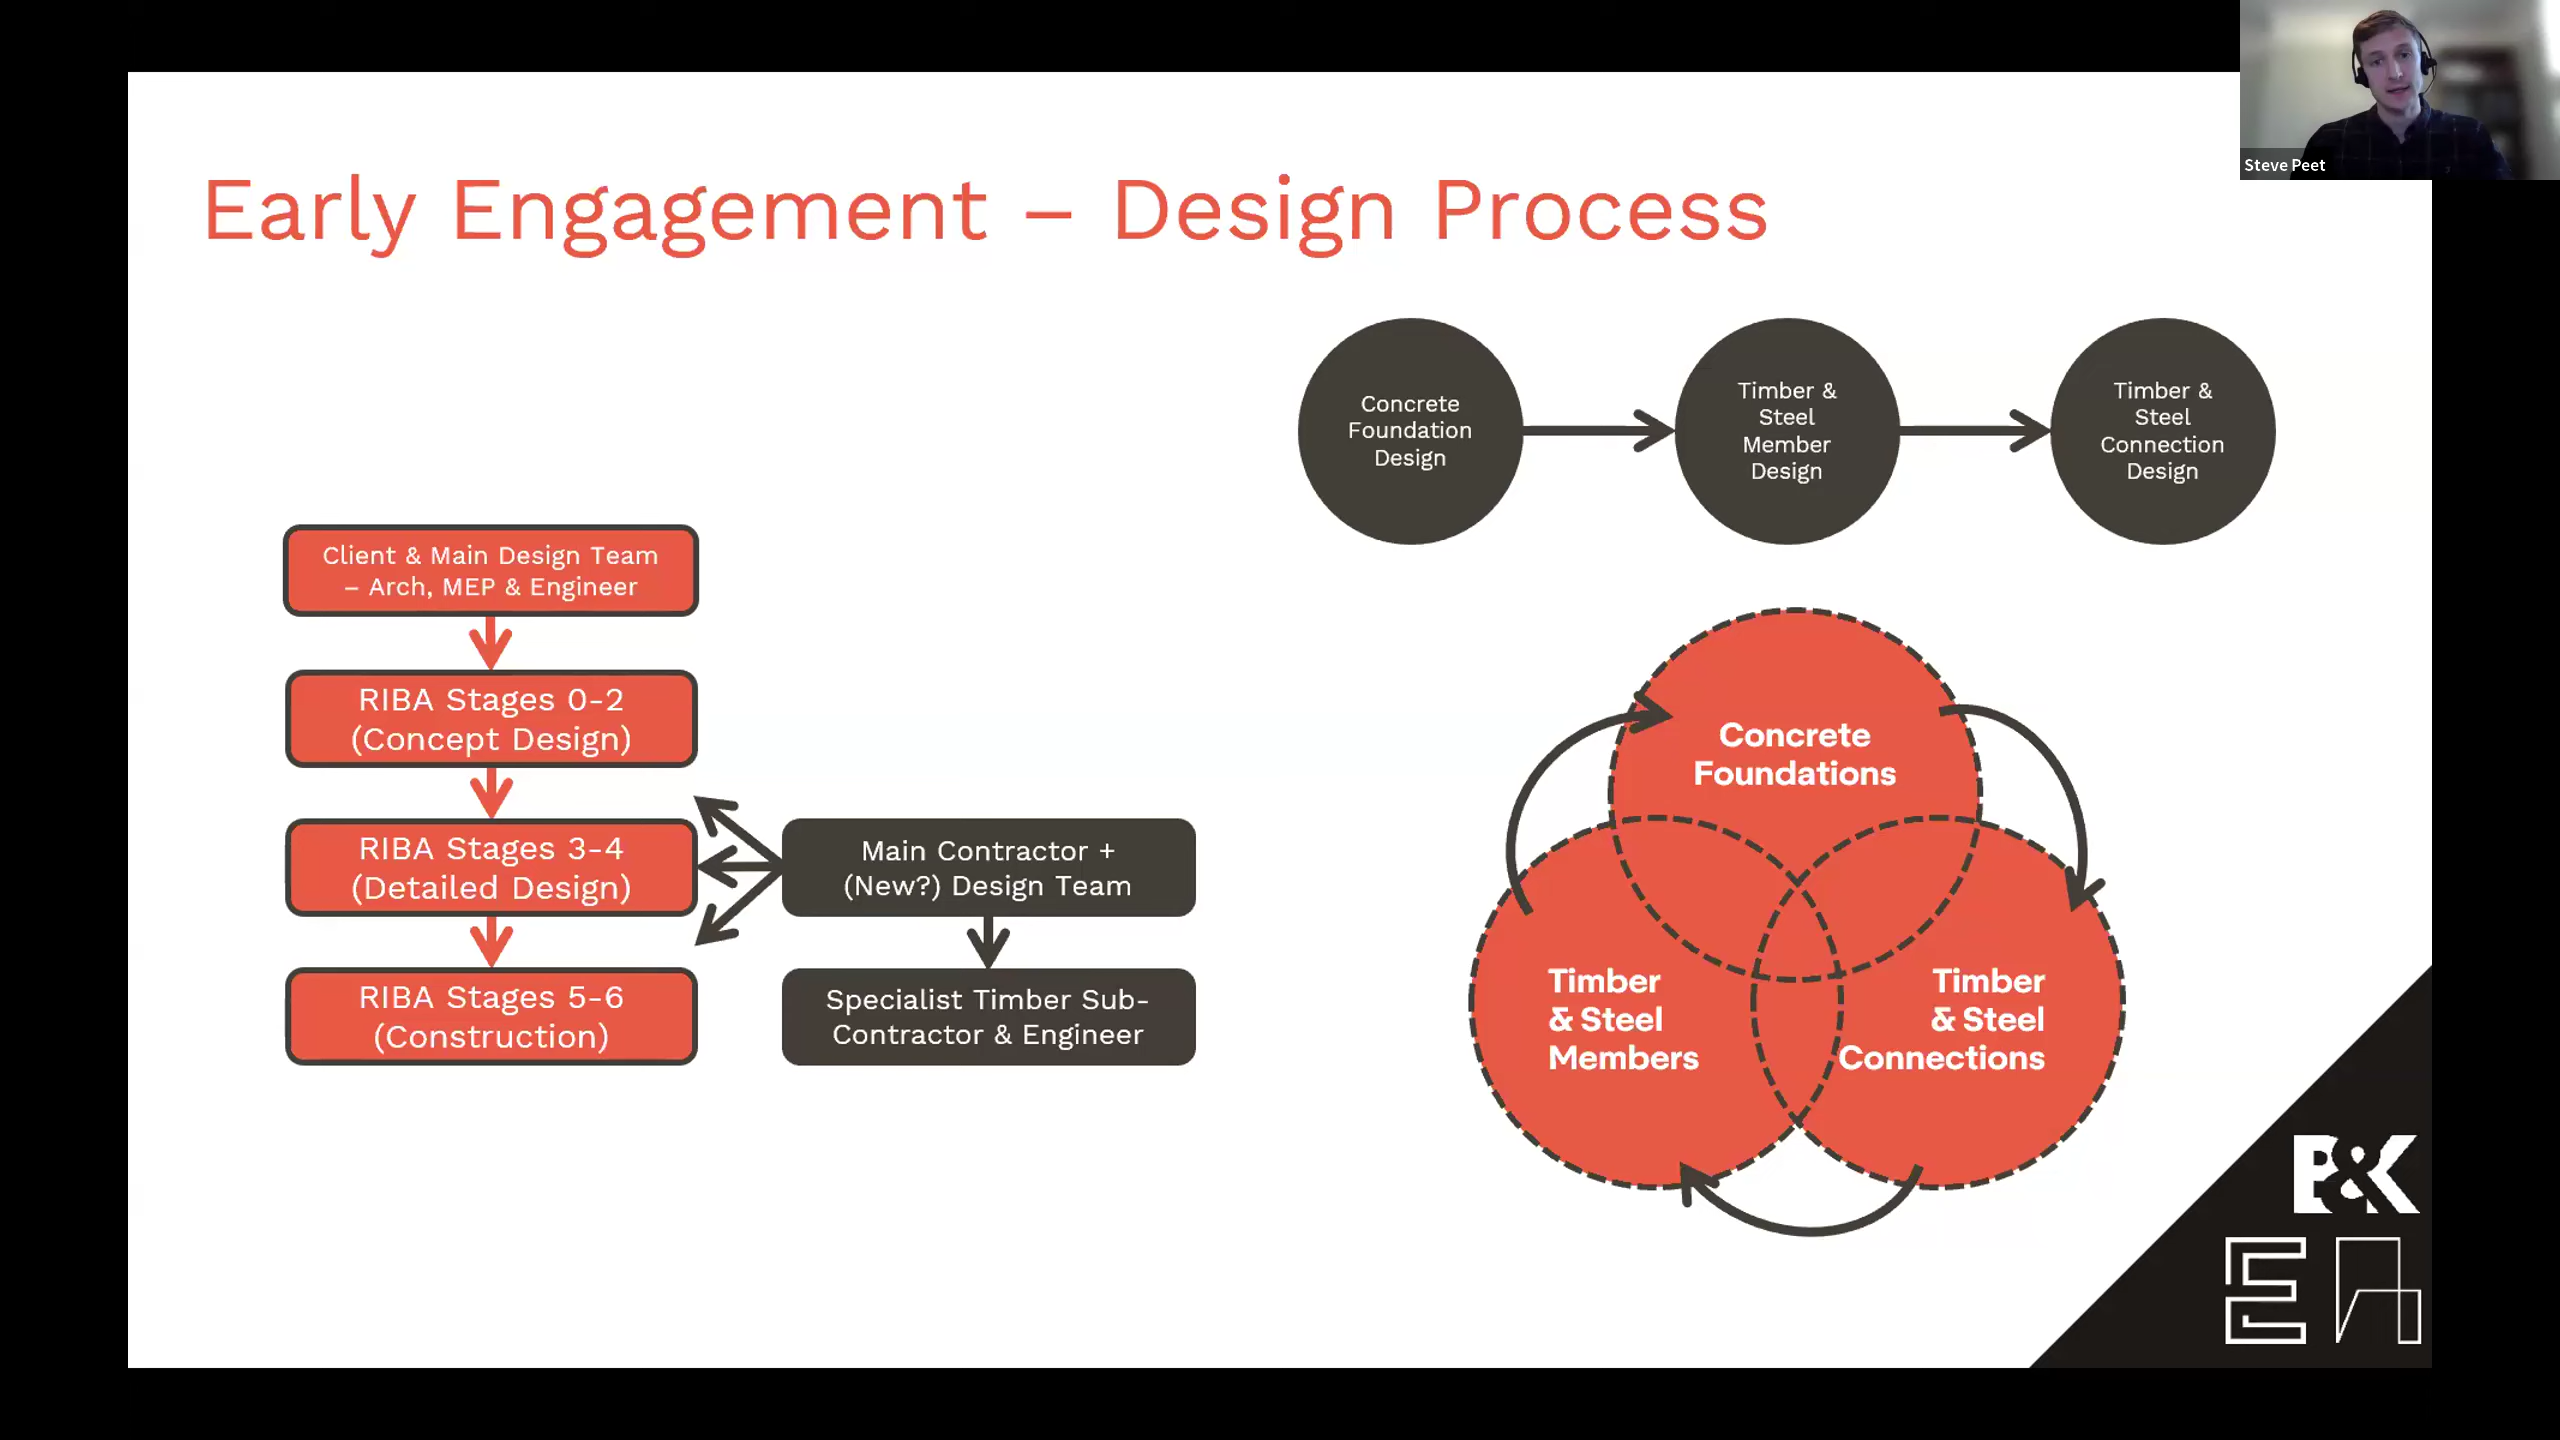 Steve Peet
Early Engagement – Design Process
Concrete
Foundation
Design
Timber &
Steel
Member
Design
Timber &
Steel
Connection
Design
Client & Main Design Team
– Arch, MEP & Engineer
RIBA Stages 0-2
(Concept Design)
RIBA Stages 3-4
(Detailed Design)
RIBA Stages 5-6
(Construction)
Main Contractor +
(New?) Design Team
Specialist Timber Sub-
Contractor & Engineer
Concrete
Foundations
Timber
& Steel
Members
Timber
& Steel
Connections
B&K